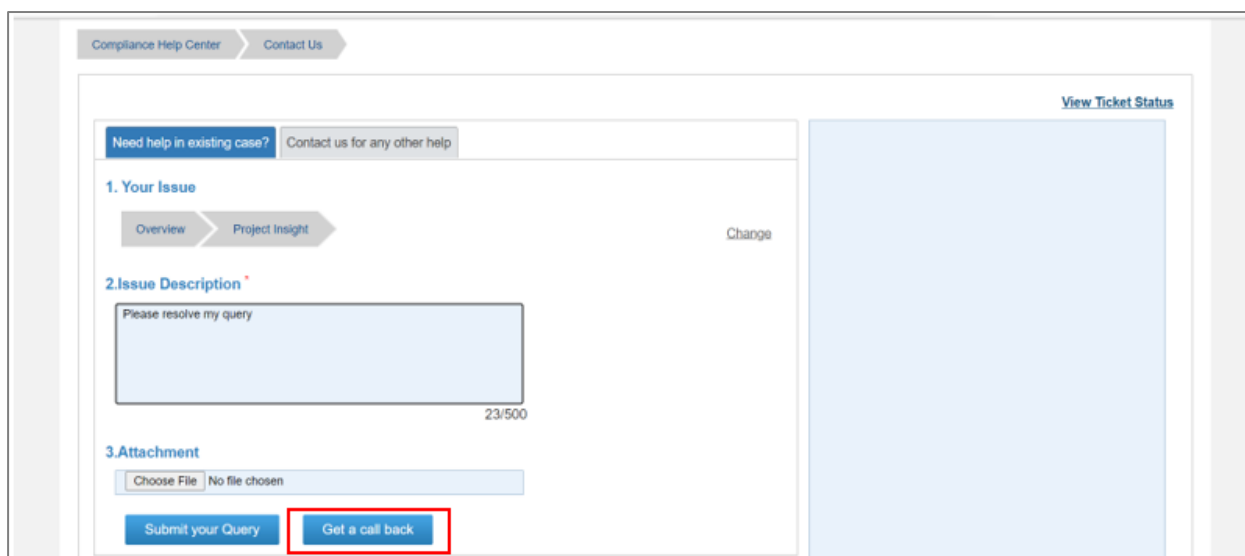 Compliance Help Center Contact Us
View Ticket Status
Need help in existing case? Contact us for any other help
1. Your Issue
Overview Project Insight Change
2.Issue Description *
Please resolve my query
23/500
3.Attachment
Choose File No file chosen
Submit your Query Get a call back